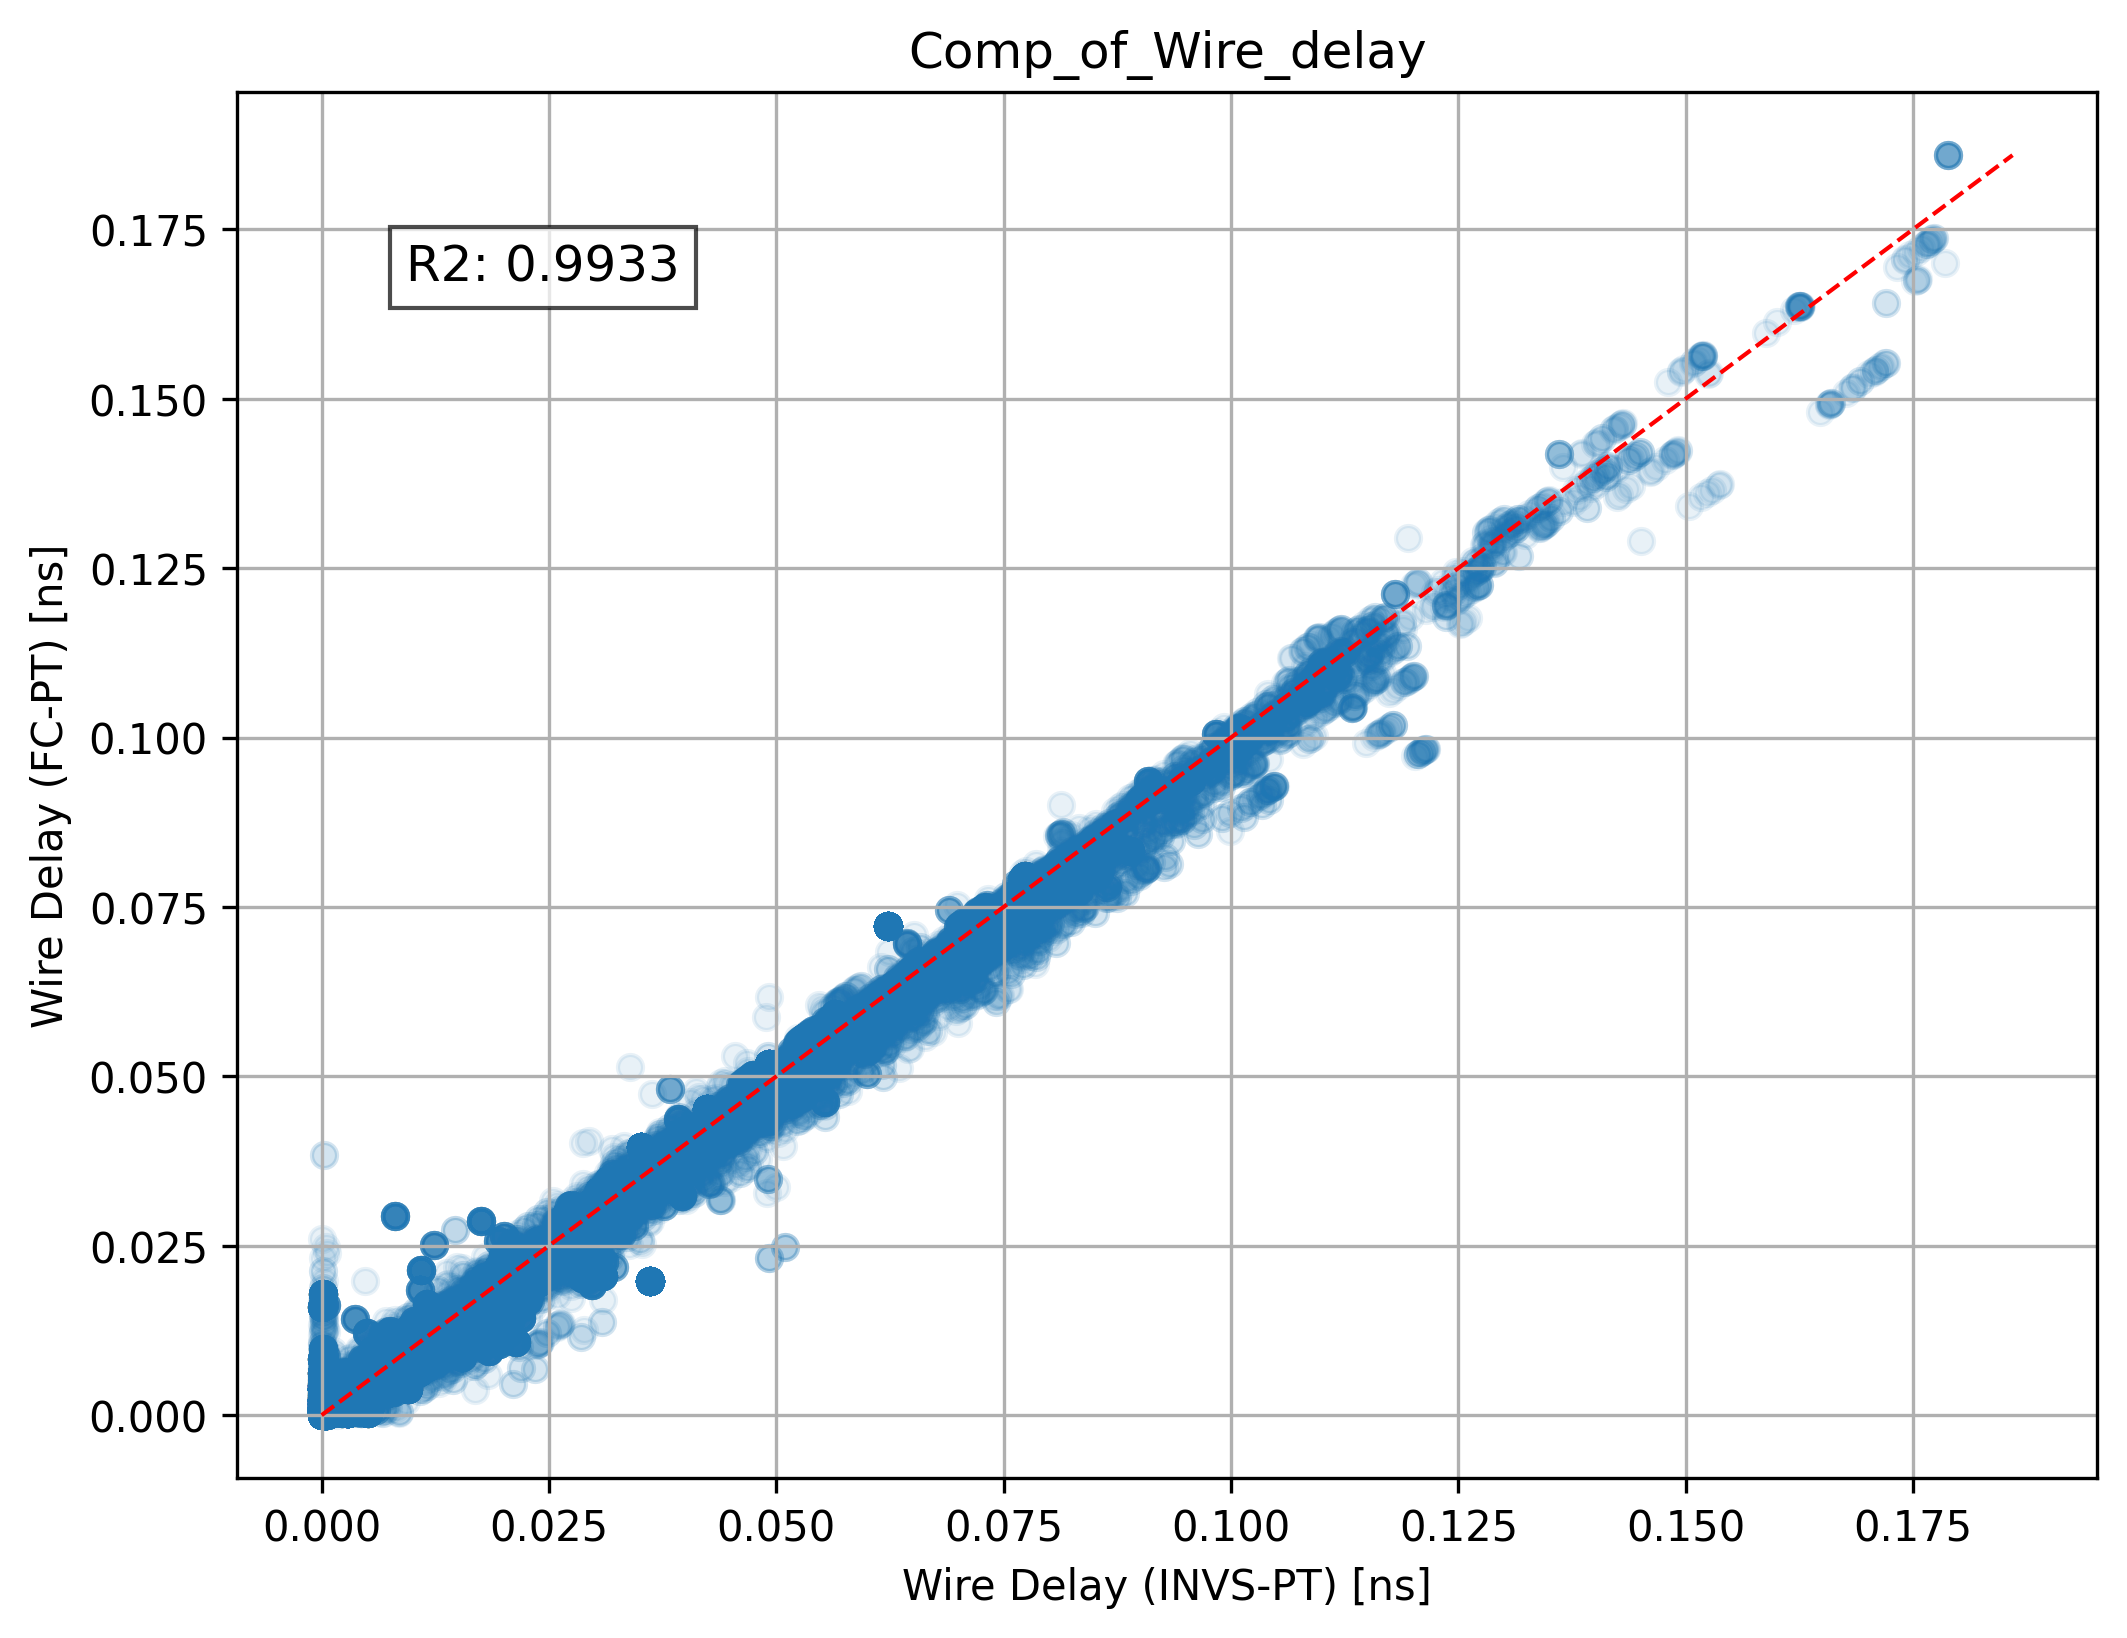 Comp_of_Wire_delay
R2: 0.9933
Wire Delay (FC-PT) [ns]
0.175
0.150
0.125
0.100
0.075
0.050
0.025
0.000
0.000 0.025 0.050 0.075 0.100 0.125 0.150 0.175
Wire Delay (INVS-PT) [ns]